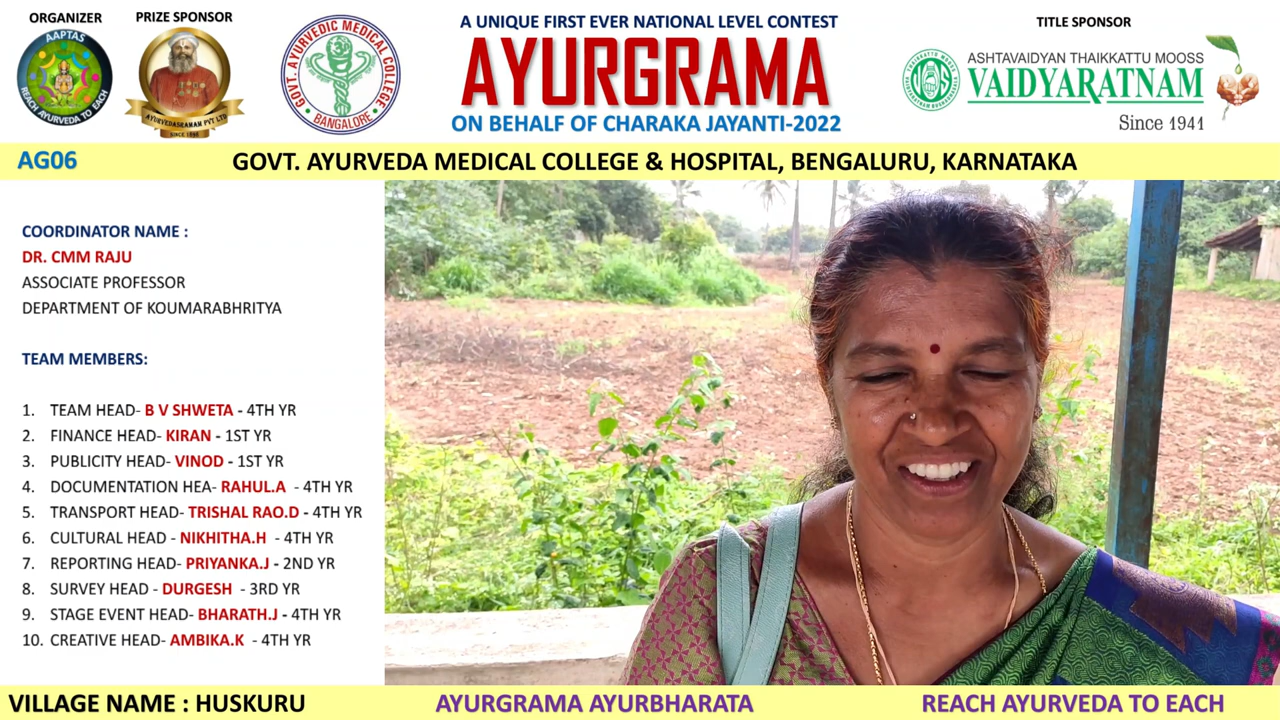 ORGANIZER
AAPTAS
REACH AYURVEDA TO EACH
PRIZE SPONSOR
AYURVEDASRAMAM PVT LTD
SINCE 1896
GOVT. AYURVEDIC MEDICAL COLLEGE
BANGALORE
A UNIQUE FIRST EVER NATIONAL LEVEL CONTEST
AYURGRAMA
ON BEHALF OF CHARAKA JAYANTI-2022
TITLE SPONSOR
ASHTAVAIDYAN THAIKKATTU MOOSS
VAIDYARATNAM
Since 1941
AG06
GOVT. AYURVEDA MEDICAL COLLEGE & HOSPITAL, BENGALURU, KARNATAKA
COORDINATOR NAME :
DR. CMM RAJU
ASSOCIATE PROFESSOR
DEPARTMENT OF KOUMARABHRITYA
TEAM MEMBERS:
1. TEAM HEAD- B V SHWETA - 4TH YR
2. FINANCE HEAD- KIRAN - 1ST YR
3. PUBLICITY HEAD- VINOD - 1ST YR
4. DOCUMENTATION HEA- RAHUL.A - 4TH YR
5. TRANSPORT HEAD- TRISHAL RAO.D - 4TH YR
6. CULTURAL HEAD - NIKHITHA.H - 4TH YR
7. REPORTING HEAD- PRIYANKA.J - 2ND YR
8. SURVEY HEAD - DURGESH - 3RD YR
9. STAGE EVENT HEAD- BHARATH.J - 4TH YR
10. CREATIVE HEAD- AMBIKA.K - 4TH YR
VILLAGE NAME : HUSKURU
AYURGRAMA AYURBHARATA
REACH AYURVEDA TO EACH